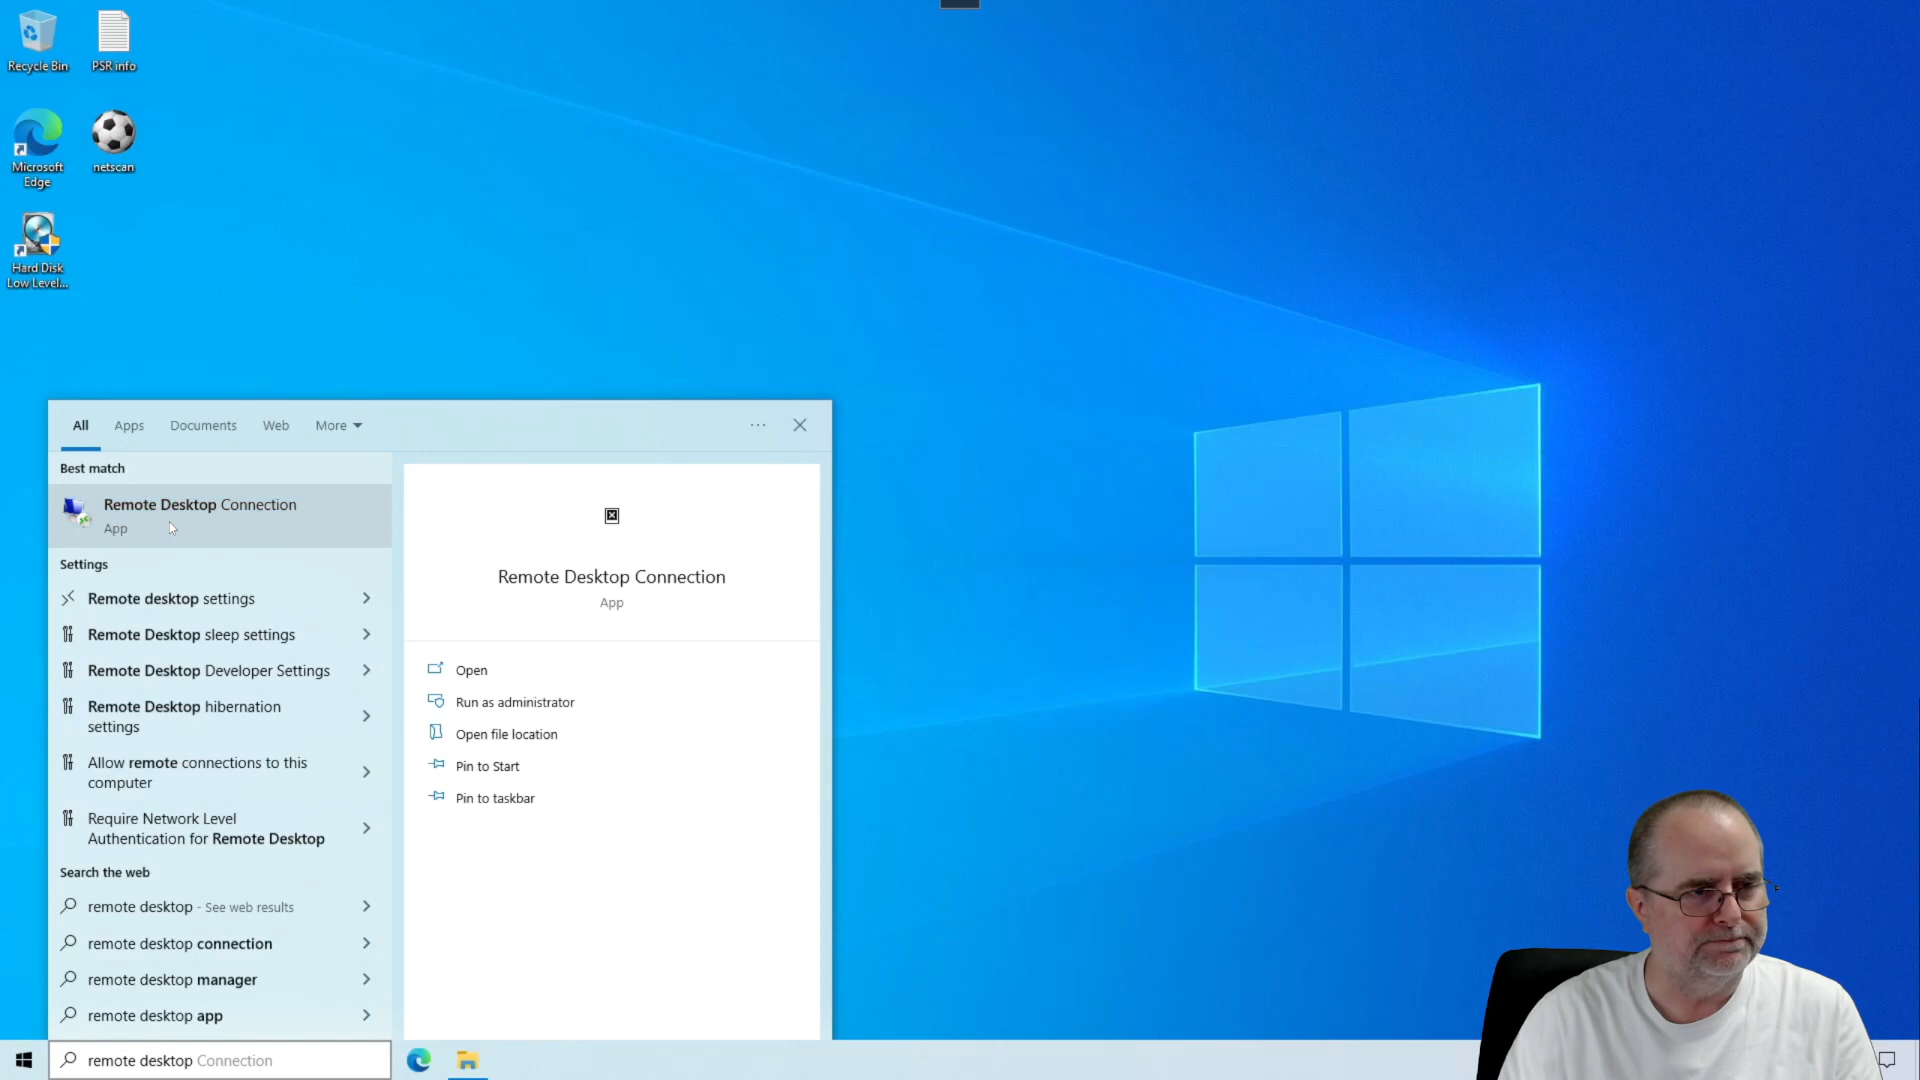 Recycle Bin
PSR info
Microsoft
Edge
netscan
Hard Disk
Low Level...
All
Apps
Documents
Web
More
Best match
Remote Desktop Connection
App
Settings
Remote desktop settings
Remote Desktop sleep settings
Remote Desktop Developer Settings
Remote Desktop hibernation
settings
Allow remote connections to this
computer
Require Network Level
Authentication for Remote Desktop
Search the web
remote desktop - See web results
remote desktop connection
remote desktop manager
remote desktop app
Remote Desktop Connection
App
Open
Run as administrator
Open file location
Pin to Start
Pin to taskbar
remote desktop Connection